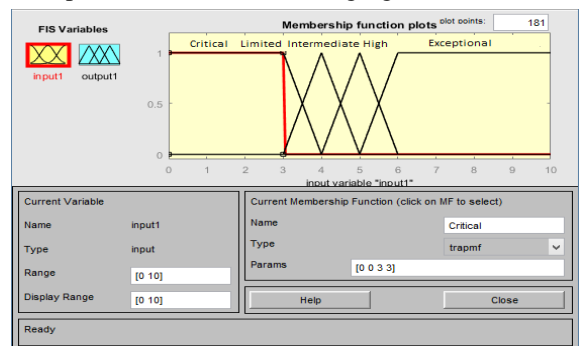 FIS Variables
Membership function plots plot points: 181
Critical Limited Intermediate High Exceptional
input1 output1
1
0.5
0
0 1 2 3 4 5 6 7 8 9 10
input variable "input1"
Current Variable
Name input1
Type input
Range [0 10]
Display Range [0 10]
Current Membership Function (click on MF to select)
Name Critical
Type trapmf
Params [0 0 3 3]
Help Close
Ready